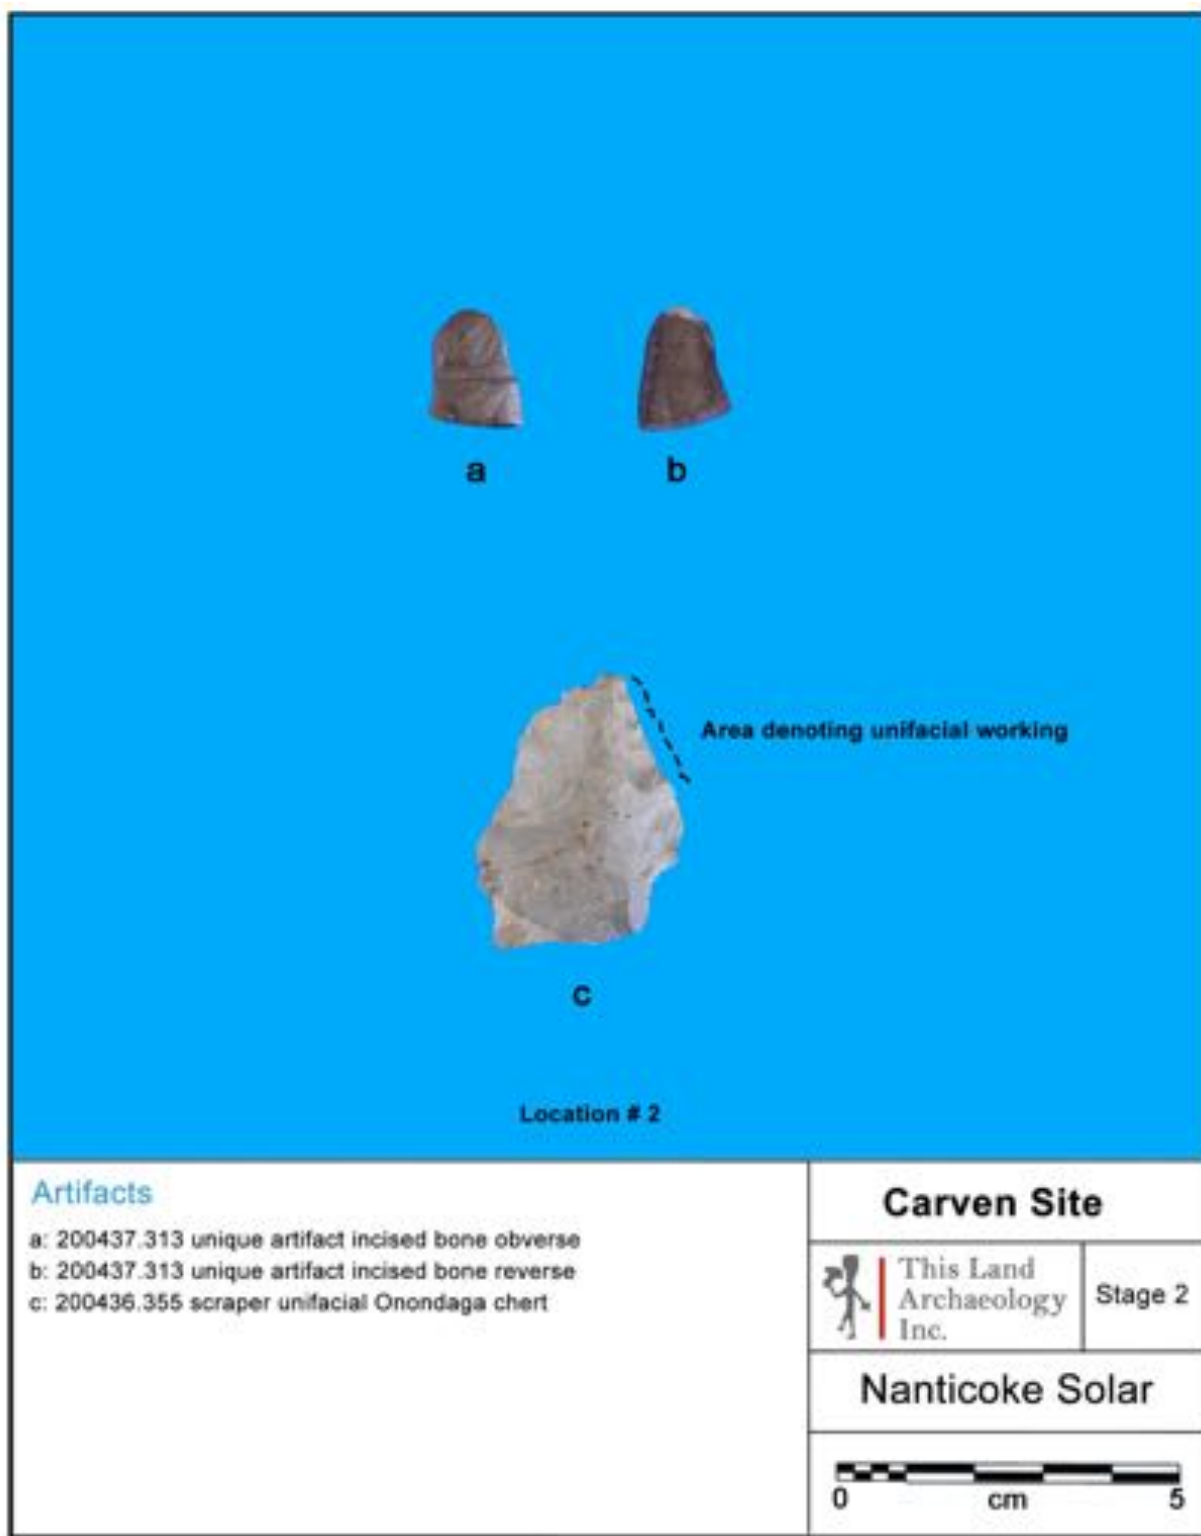 a
b
Area denoting unifacial working
c
Location # 2
Artifacts
a: 200437.313 unique artifact incised bone obverse
b: 200437.313 unique artifact incised bone reverse
c: 200436.355 scraper unifacial Onondaga chert
Carven Site
This Land
Archaeology
Inc.
Stage 2
Nanticoke Solar
0 cm 5